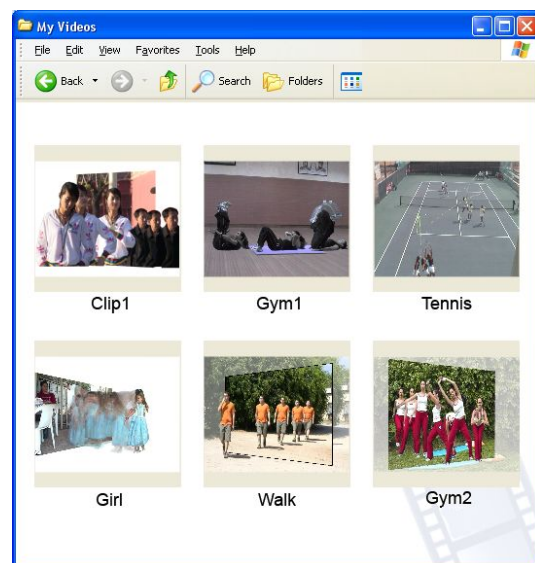 My Videos
File Edit View Favorites Tools Help
Back Search Folders
Clip1 Gym1 Tennis
Girl Walk Gym2